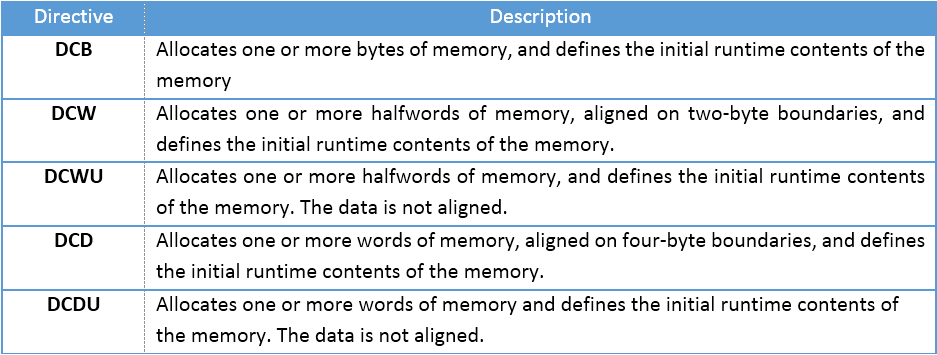 Directive Description
DCB Allocates one or more bytes of memory, and defines the initial runtime contents of the
memory
DCW Allocates one or more halfwords of memory, aligned on two-byte boundaries, and
defines the initial runtime contents of the memory.
DCWU Allocates one or more halfwords of memory, and defines the initial runtime contents
of the memory. The data is not aligned.
DCD Allocates one or more words of memory, aligned on four-byte boundaries, and defines
the initial runtime contents of the memory.
DCDU Allocates one or more words of memory and defines the initial runtime contents of
the memory. The data is not aligned.